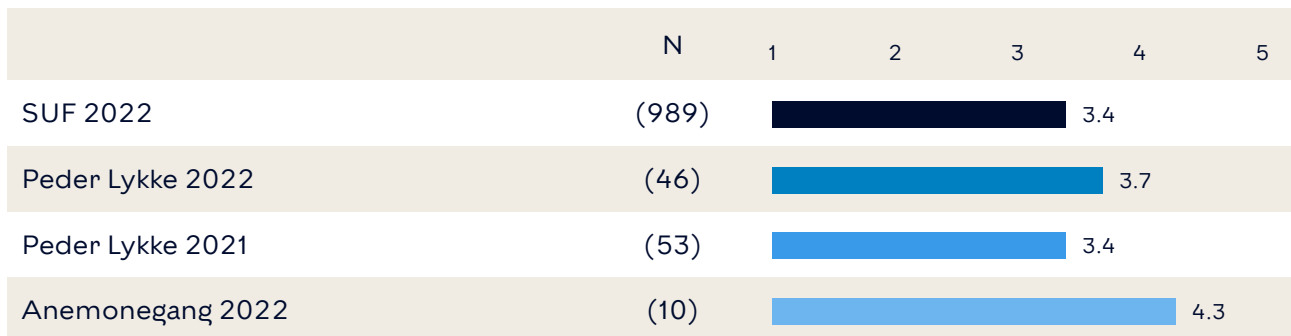 N 1 2 3 4 5
SUF 2022 (989) 3.4
Peder Lykke 2022 (46) 3.7
Peder Lykke 2021 (53) 3.4
Anemonegang 2022 (10) 4.3